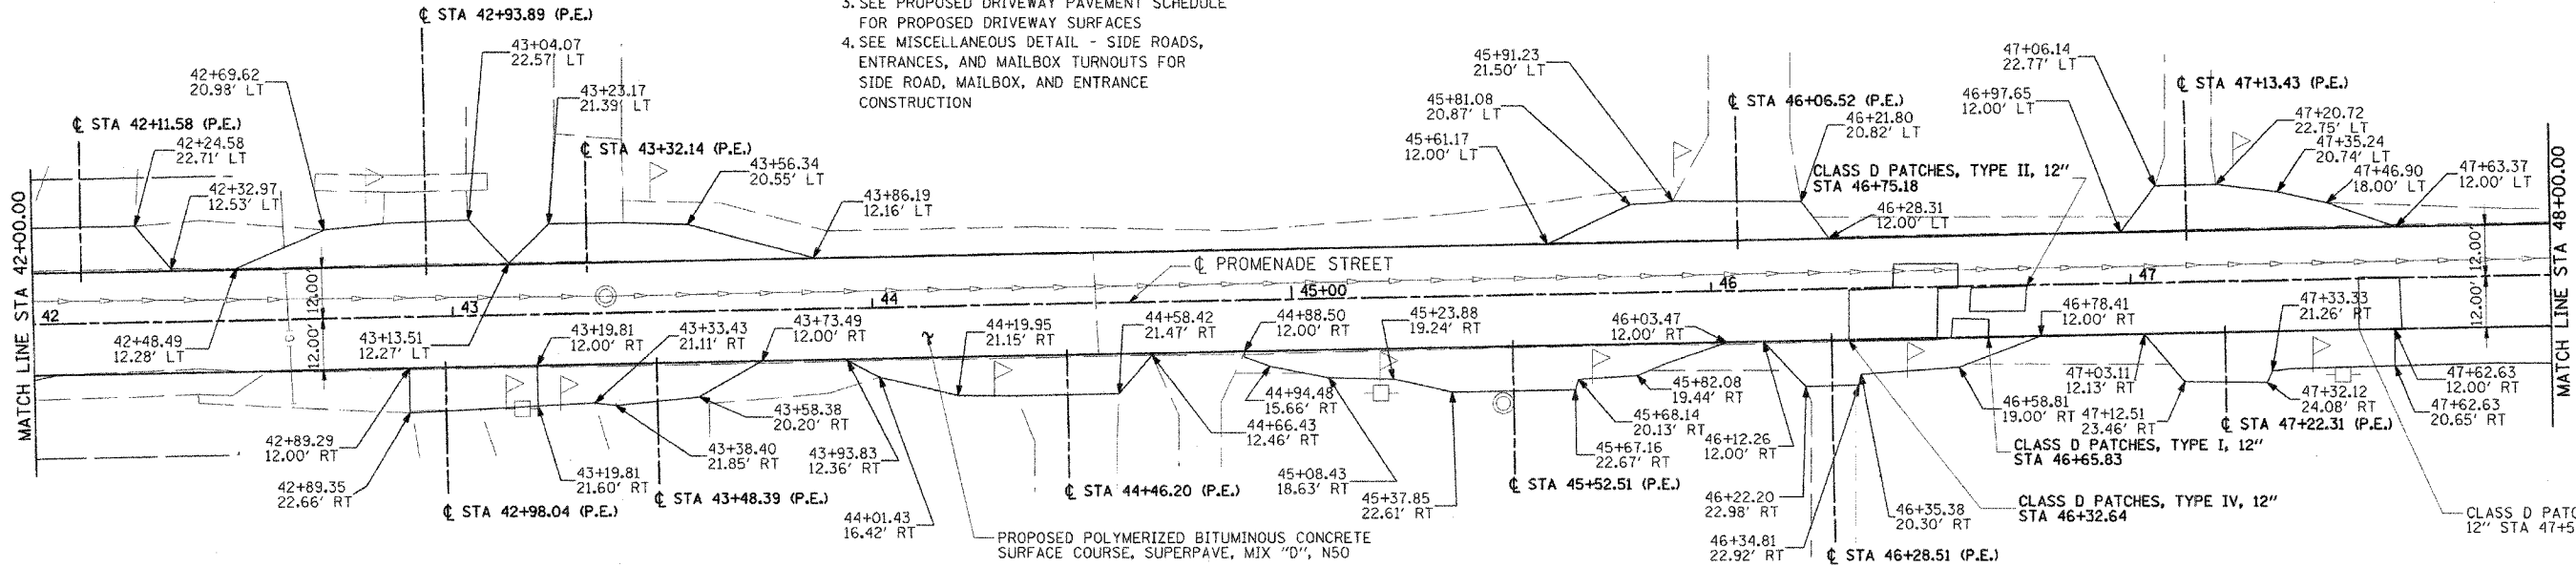 3. SEE PROPOSED DRIVEWAY PAVEMENT SCHEDULE
FOR PROPOSED DRIVEWAY SURFACES
4. SEE MISCELLANEOUS DETAIL - SIDE ROADS,
ENTRANCES, AND MAILBOX TURNOUTS FOR
SIDE ROAD, MAILBOX, AND ENTRANCE
CONSTRUCTION
MATCH LINE STA 42+00.00
℄ STA 42+11.58 (P.E.)
42+24.58
22.71' LT
42+32.97
12.53' LT
42+69.62
20.98' LT
℄ STA 42+93.89 (P.E.)
43+04.07
22.57' LT
43+23.17
21.39' LT
℄ STA 43+32.14 (P.E.)
43+56.34
20.55' LT
43+86.19
12.16' LT
45+91.23
21.50' LT
45+81.08
20.87' LT
45+61.17
12.00' LT
℄ STA 46+06.52 (P.E.)
46+21.80
20.82' LT
CLASS D PATCHES, TYPE II, 12"
STA 46+75.18
46+28.31
12.00' LT
47+06.14
22.77' LT
46+97.65
12.00' LT
℄ STA 47+13.43 (P.E.)
47+20.72
22.75' LT
47+35.24
20.74' LT
47+46.90
18.00' LT
47+63.37
12.00' LT
MATCH LINE STA 48+00.00
℄ PROMENADE STREET
42
43
44
45+00
46
47
12.00'
12.00'
12.00'
12.00'
42+48.49
12.28' LT
43+13.51
12.27' LT
43+19.81
12.00' RT
43+33.43
21.11' RT
43+73.49
12.00' RT
44+19.95
21.15' RT
44+58.42
21.47' RT
44+88.50
12.00' RT
45+23.88
19.24' RT
46+03.47
12.00' RT
46+78.41
12.00' RT
47+33.33
21.26' RT
42+89.29
12.00' RT
42+89.35
22.66' RT
℄ STA 42+98.04 (P.E.)
43+19.81
21.60' RT
43+38.40
21.85' RT
43+58.38
20.20' RT
℄ STA 43+48.39 (P.E.)
43+93.83
12.36' RT
44+01.43
16.42' RT
PROPOSED POLYMERIZED BITUMINOUS CONCRETE
SURFACE COURSE, SUPERPAVE, MIX "D", N50
℄ STA 44+46.20 (P.E.)
44+66.43
12.46' RT
44+94.48
15.66' RT
45+08.43
18.63' RT
45+37.85
22.61' RT
℄ STA 45+52.51 (P.E.)
45+67.16
22.67' RT
45+68.14
20.13' RT
45+82.08
19.44' RT
46+12.26
12.00' RT
46+22.20
22.98' RT
46+34.81
22.92' RT
℄ STA 46+28.51 (P.E.)
46+35.38
20.30' RT
46+58.81
19.00' RT
CLASS D PATCHES, TYPE I, 12"
STA 46+65.83
CLASS D PATCHES, TYPE IV, 12"
STA 46+32.64
47+03.11
12.13' RT
47+12.51
23.46' RT
℄ STA 47+22.31 (P.E.)
47+32.12
24.08' RT
47+62.63
12.00' RT
47+62.63
20.65' RT
CLASS D PATC
12" STA 47+5